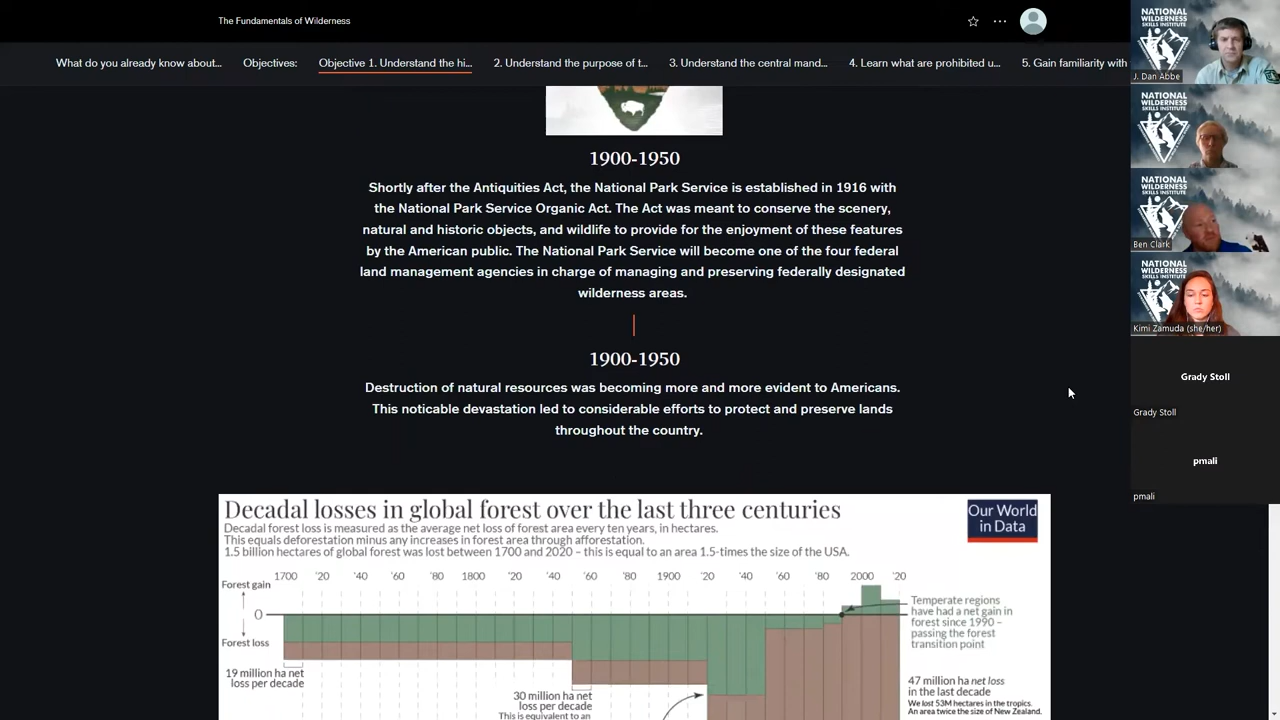 The Fundamentals of Wilderness
What do you already know about...
Objectives:
Objective 1. Understand the hi...
2. Understand the purpose of t...
3. Understand the central mand...
4. Learn what are prohibited u...
5. Gain familiarity with
1900-1950
Shortly after the Antiquities Act, the National Park Service is established in 1916 with
the National Park Service Organic Act. The Act was meant to conserve the scenery,
natural and historic objects, and wildlife to provide for the enjoyment of these features
by the American public. The National Park Service will become one of the four federal
land management agencies in charge of managing and preserving federally designated
wilderness areas.
1900-1950
Destruction of natural resources was becoming more and more evident to Americans.
This noticable devastation led to considerable efforts to protect and preserve lands
throughout the country.
Decadal losses in global forest over the last three centuries
Decadal forest loss is measured as the average net loss of forest area every ten years, in hectares.
This equals deforestation minus any increases in forest area through afforestation.
1.5 billion hectares of global forest was lost between 1700 and 2020 – this is equal to an area 1.5-times the size of the USA.
Our World
in Data
1700 '20 '40 '60 '80 1800 '20 '40 '60 '80 1900 '20 '40 '60 '80 2000 '20
Forest gain
0
Forest loss
Temperate regions
have had a net gain in
forest since 1990 –
passing the forest
transition point
19 million ha net
loss per decade
30 million ha net
loss per decade
This is equivalent to an
47 million ha net loss
in the last decade
We lost 53M hectares in the tropics.
An area twice the size of New Zealand.
NATIONAL
WILDERNESS
SKILLS INSTITUTE
J. Dan Abbe
NATIONAL
WILDERNESS
SKILLS INSTITUTE
NATIONAL
WILDERNESS
SKILLS INSTITUTE
Ben Clark
NATIONAL
WILDERNESS
SKILLS INSTITUTE
Kimi Zamuda (she/her)
Grady Stoll
Grady Stoll
pmali
pmali